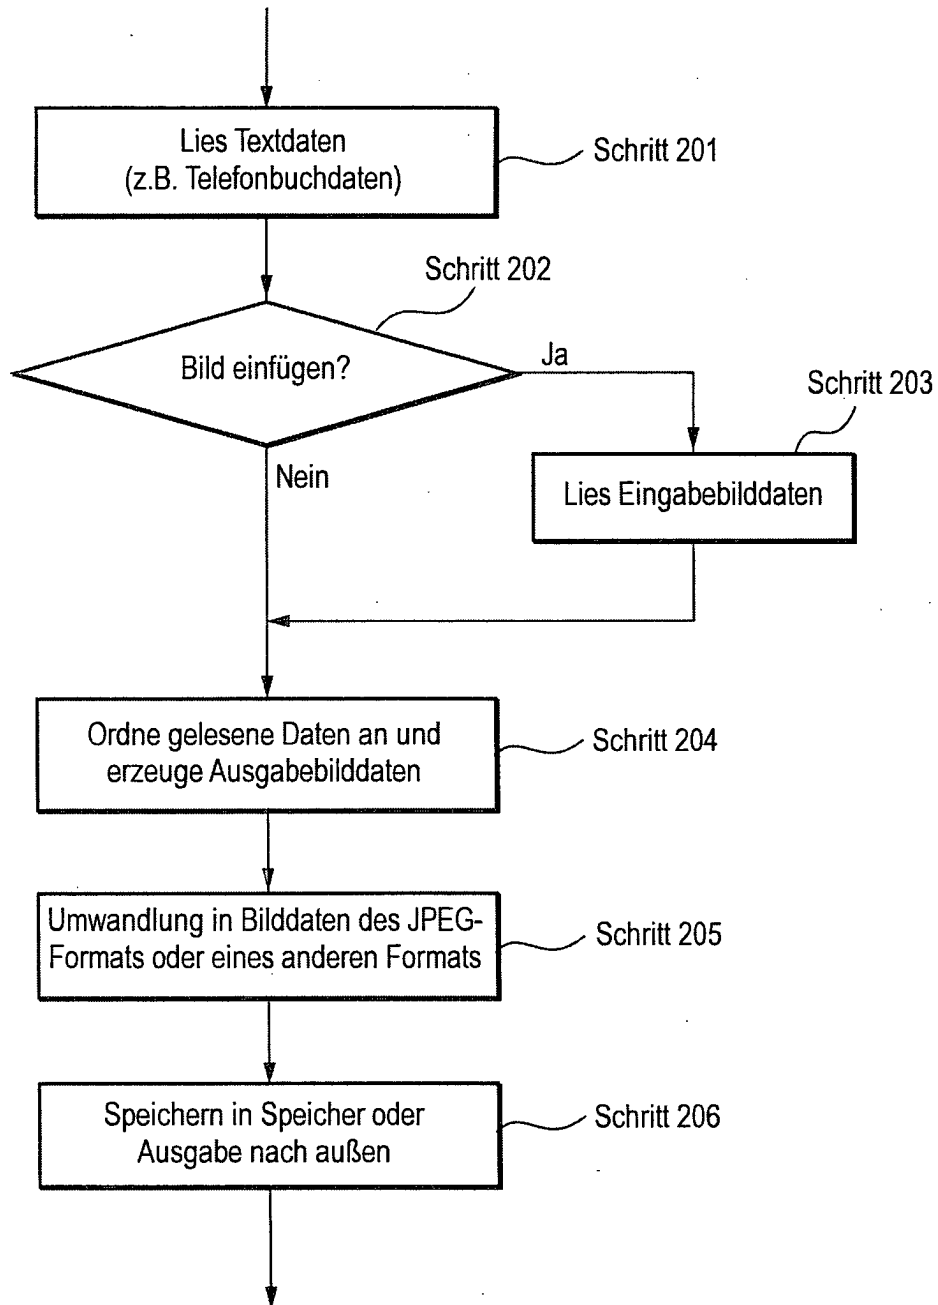 Lies Textdaten
(z.B. Telefonbuchdaten)
Schritt 201
Schritt 202
Bild einfügen?
Ja
Schritt 203
Nein
Lies Eingabebilddaten
Ordne gelesene Daten an und
erzeuge Ausgabebilddaten
Schritt 204
Umwandlung in Bilddaten des JPEG-
Formats oder eines anderen Formats
Schritt 205
Speichern in Speicher oder
Ausgabe nach außen
Schritt 206